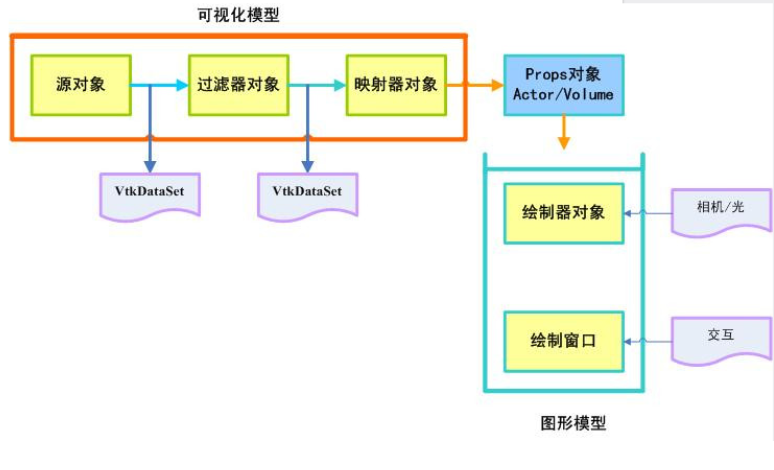 可视化模型
源对象
过滤器对象
映射器对象
Props对象
Actor/Volume
VtkDataSet
VtkDataSet
绘制器对象
相机/光
绘制窗口
交互
图形模型